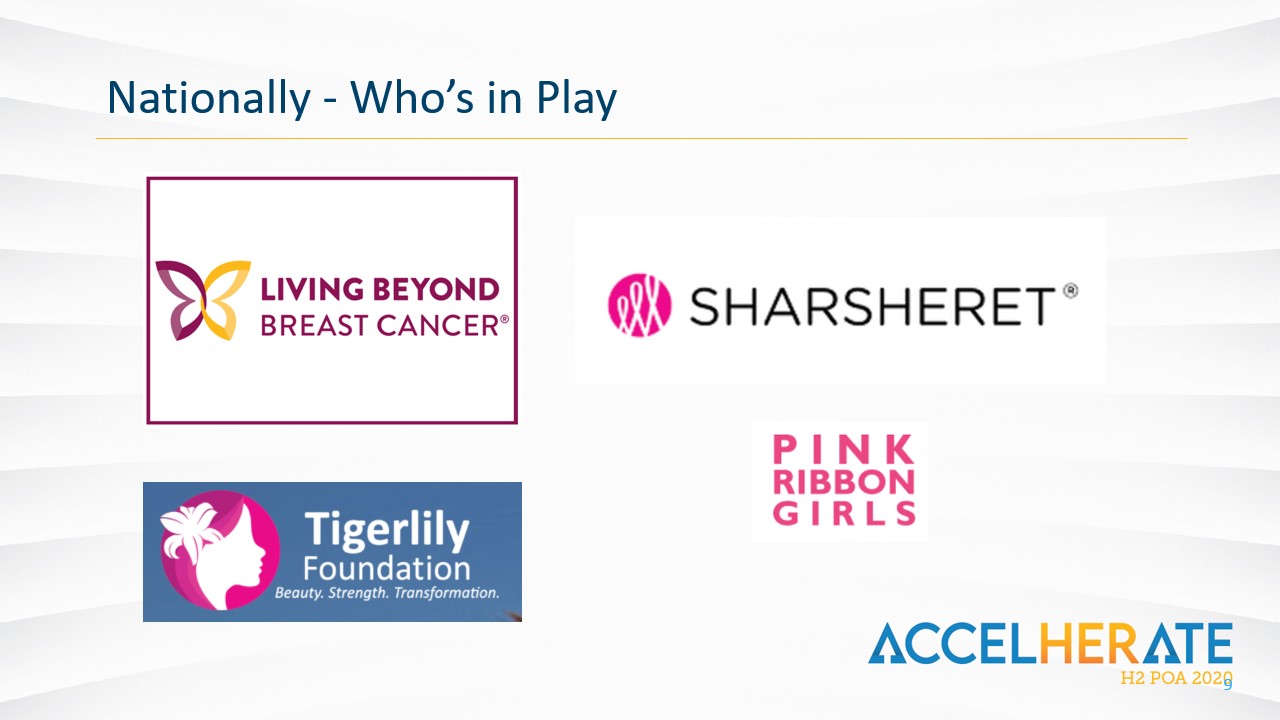 Nationally - Who’s in Play
LIVING BEYOND
BREAST CANCER®
SHARSHERET®
PINK
RIBBON
GIRLS
Tigerlily
Foundation
Beauty. Strength. Transformation.
ACCELHERATE
H2 POA 2020
9